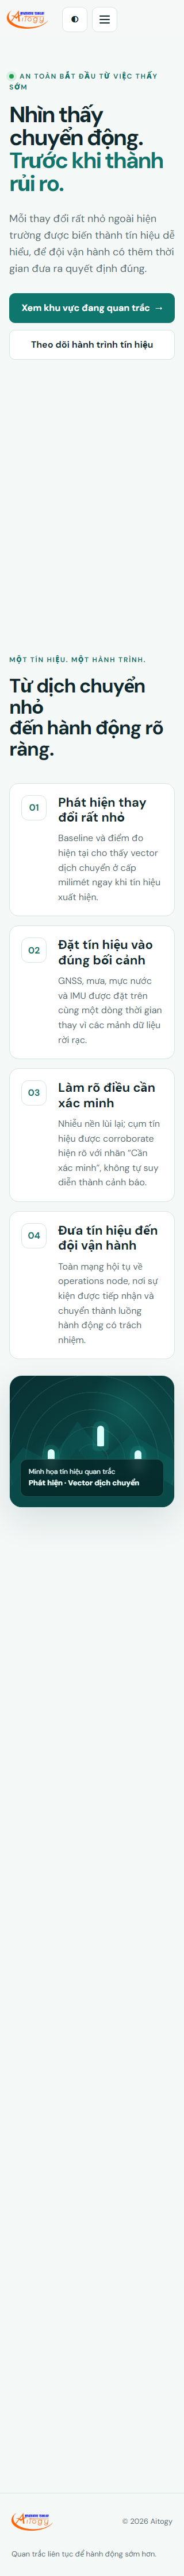 Aitogy
AN TOÀN BẮT ĐẦU TỪ VIỆC THẤY
SỚM
Nhìn thấy
chuyển động.
Trước khi thành
rủi ro.
Mỗi thay đổi rất nhỏ ngoài hiện
trường được biến thành tín hiệu dễ
hiểu, để đội vận hành có thêm thời
gian đưa ra quyết định đúng.
Xem khu vực đang quan trắc →
Theo dõi hành trình tín hiệu
MỘT TÍN HIỆU. MỘT HÀNH TRÌNH.
Từ dịch chuyển
nhỏ
đến hành động rõ
ràng.
01
Phát hiện thay
đổi rất nhỏ
Baseline và điểm đo
hiện tại cho thấy vector
dịch chuyển ở cấp
milimét ngay khi tín hiệu
xuất hiện.
02
Đặt tín hiệu vào
đúng bối cảnh
GNSS, mưa, mực nước
và IMU được đặt trên
cùng một dòng thời gian
thay vì các mảnh dữ liệu
rời rạc.
03
Làm rõ điều cần
xác minh
Nhiễu nền lùi lại; cụm tín
hiệu được corroborate
hiện rõ với nhãn “Cần
xác minh”, không tự suy
diễn thành cảnh báo.
04
Đưa tín hiệu đến
đội vận hành
Toàn mạng hội tụ về
operations node, nơi sự
kiện được tiếp nhận và
chuyển thành luồng
hành động có trách
nhiệm.
Minh họa tín hiệu quan trắc
Phát hiện · Vector dịch chuyển
Aitogy
© 2026 Aitogy
Quan trắc liên tục để hành động sớm hơn.